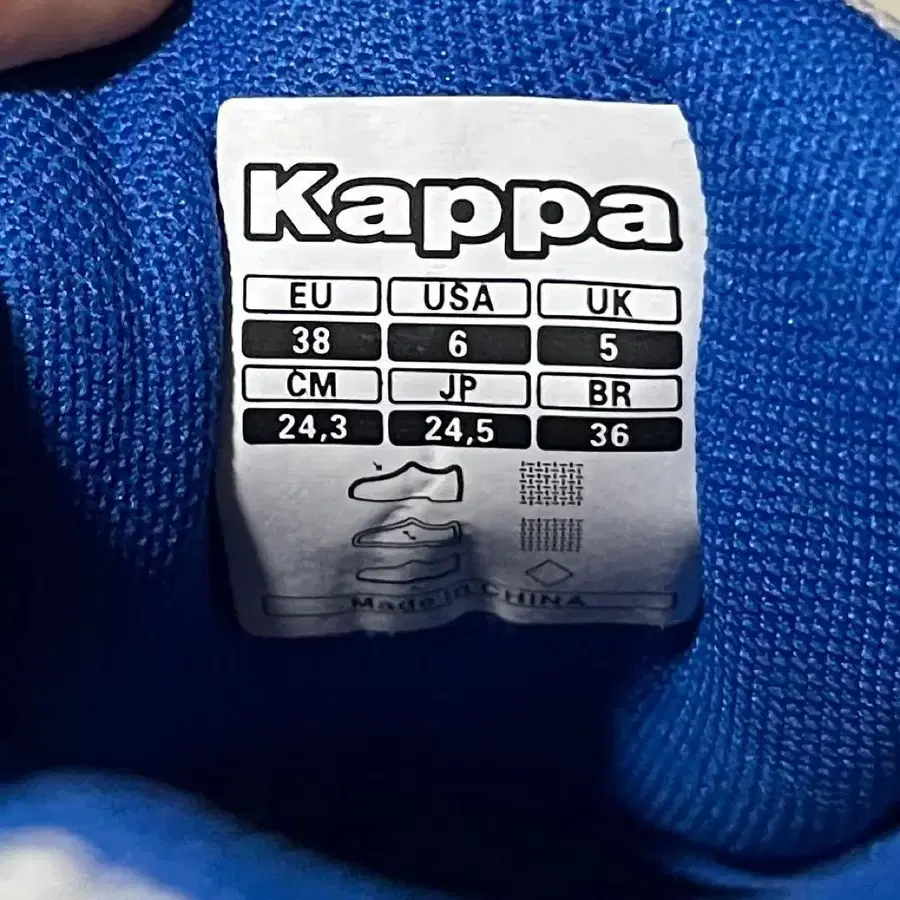 Kappa
EU USA UK
38 6 5
CM JP BR
24,3 24,5 36
Made in CHINA